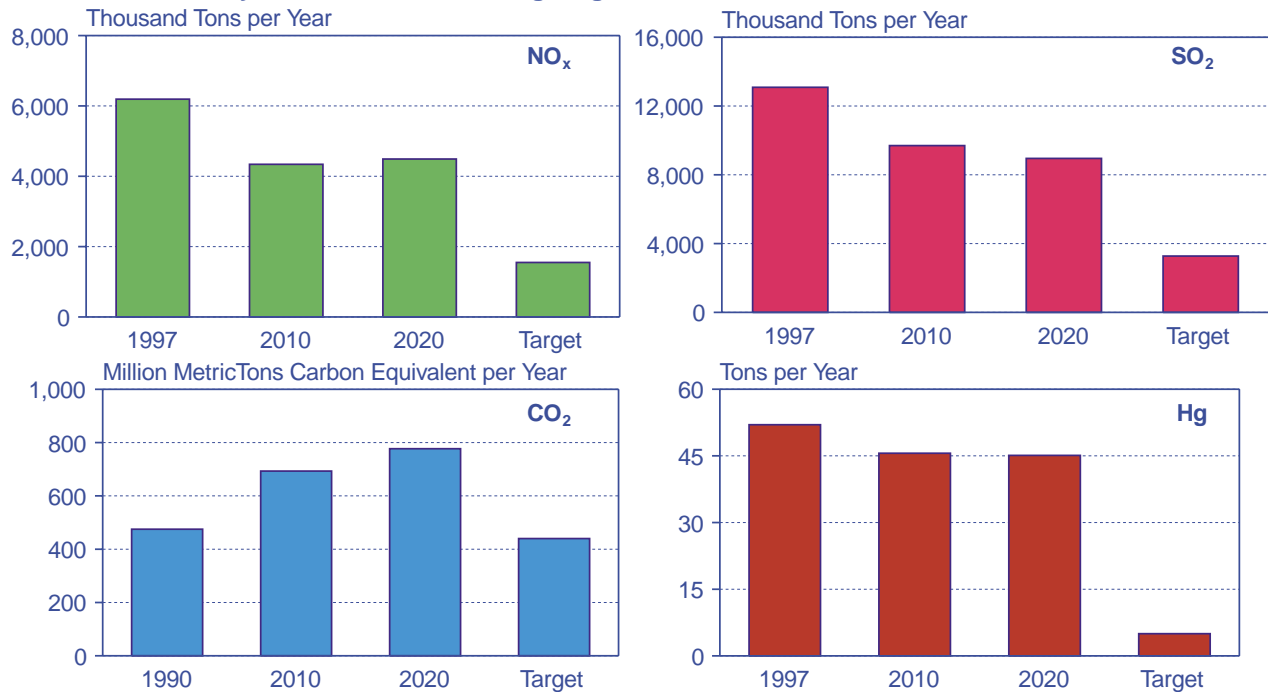 Thousand Tons per Year
8,000
6,000
4,000
2,000
0
NOx
1997 2010 2020 Target
Thousand Tons per Year
16,000
12,000
8,000
4,000
0
SO2
1997 2010 2020 Target
Million MetricTons Carbon Equivalent per Year
1,000
800
600
400
200
0
CO2
1990 2010 2020 Target
Tons per Year
60
45
30
15
0
Hg
1997 2010 2020 Target